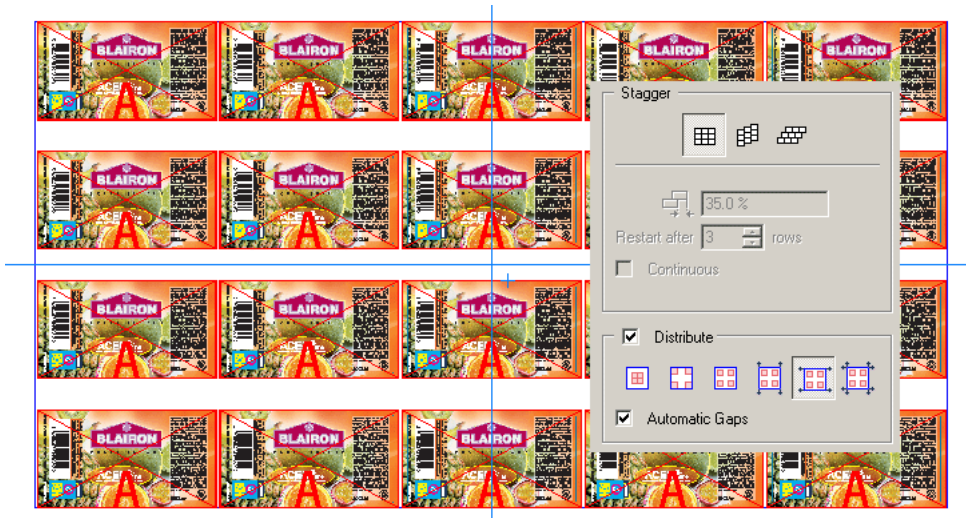 BLAIRON BLAIRON BLAIRON BLAIRON BLAIRON
A A A
Stagger
35.0 %
Restart after 3 rows
Continuous
BLAIRON BLAIRON BLAIRON
A A A
BLAIRON BLAIRON BLAIRON
A A A
Distribute
Automatic Gaps
BLAIRON BLAIRON BLAIRON
A A A A A